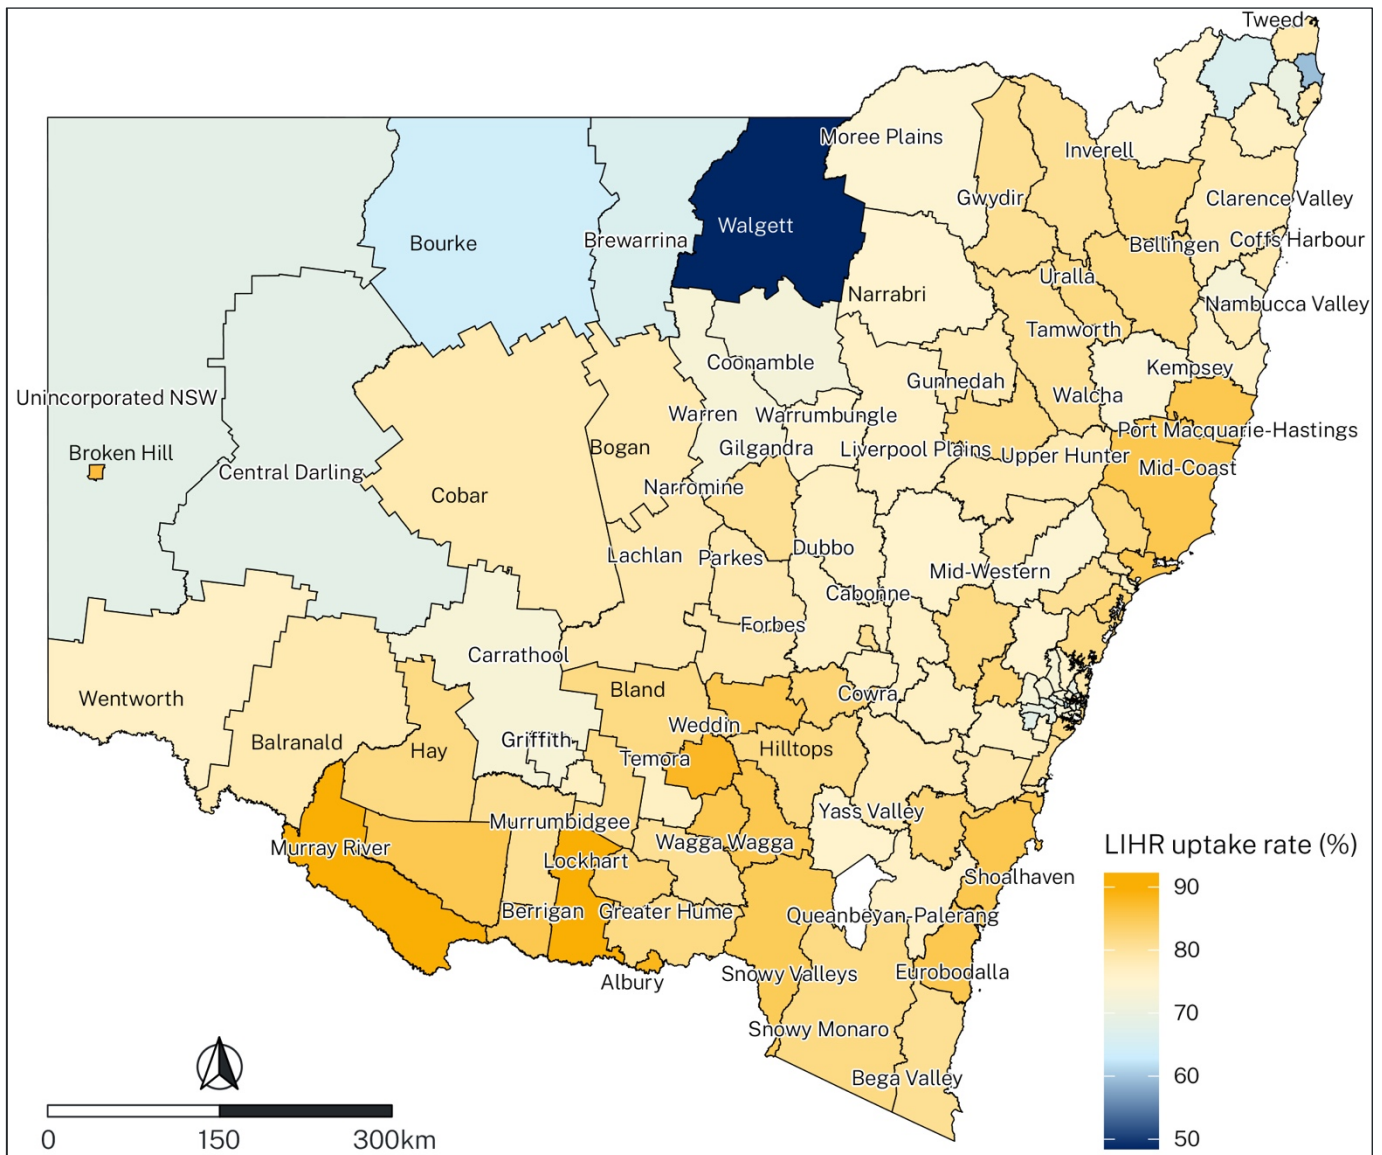 Tweed
Moree Plains
Inverell
Gwydir
Clarence Valley
Walgett
Bourke
Brewarrina
Bellingen
Coffs Harbour
Uralla
Narrabri
Nambucca Valley
Tamworth
Coonamble
Kempsey
Gunnedah
Walcha
Unincorporated NSW
Warren
Warrumbungle
Port Macquarie-Hastings
Broken Hill
Bogan
Gilgandra
Liverpool Plains
Upper Hunter
Mid-Coast
Central Darling
Cobar
Narromine
Lachlan
Parkes
Dubbo
Mid-Western
Cabonne
Forbes
Carrathool
Wentworth
Bland
Cowra
Weddin
Balranald
Hay
Griffith
Temora
Hilltops
Murrumbidgee
Yass Valley
Murray River
Lockhart
Wagga Wagga
LIHR uptake rate (%)
Shoalhaven
90
Berrigan
Greater Hume
Queanbeyan-Palerang
80
Albury
Snowy Valleys
Eurobodalla
70
Snowy Monaro
Bega Valley
60
50
0
150
300km